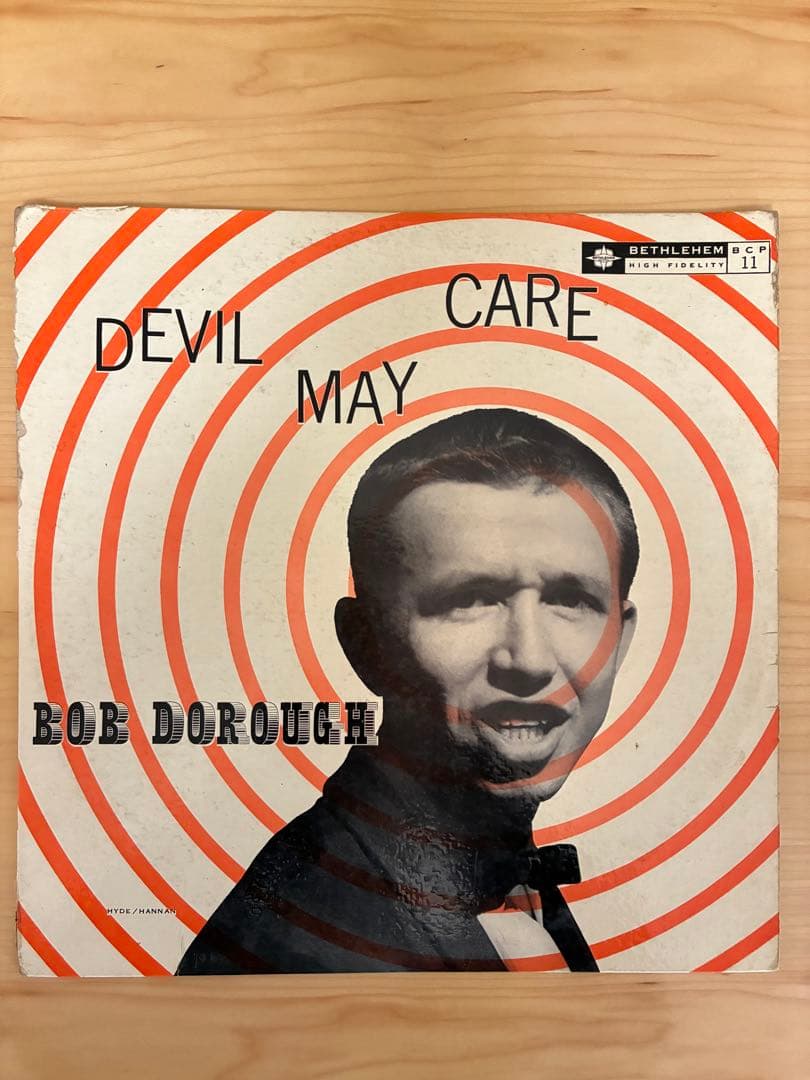 BETHLEHEM
HIGH FIDELITY
BCP
11
DEVIL
MAY
CARE
BOB DOROUGH
HYDE/HANNAN